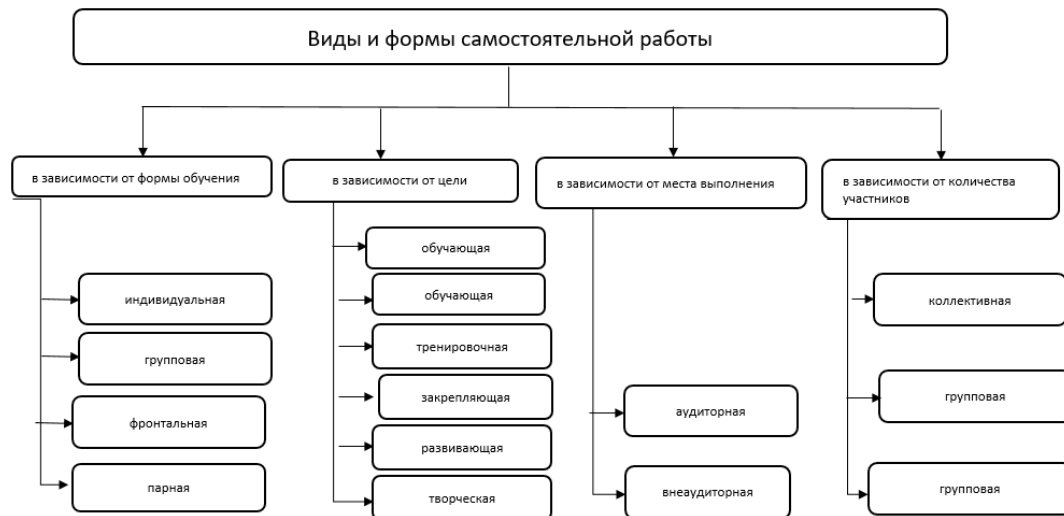 Виды и формы самостоятельной работы
в зависимости от формы обучения
индивидуальная
групповая
фронтальная
парная
в зависимости от цели
обучающая
обучающая
тренировочная
закрепляющая
развивающая
творческая
в зависимости от места выполнения
аудиторная
внеаудиторная
в зависимости от количества
участников
коллективная
групповая
групповая